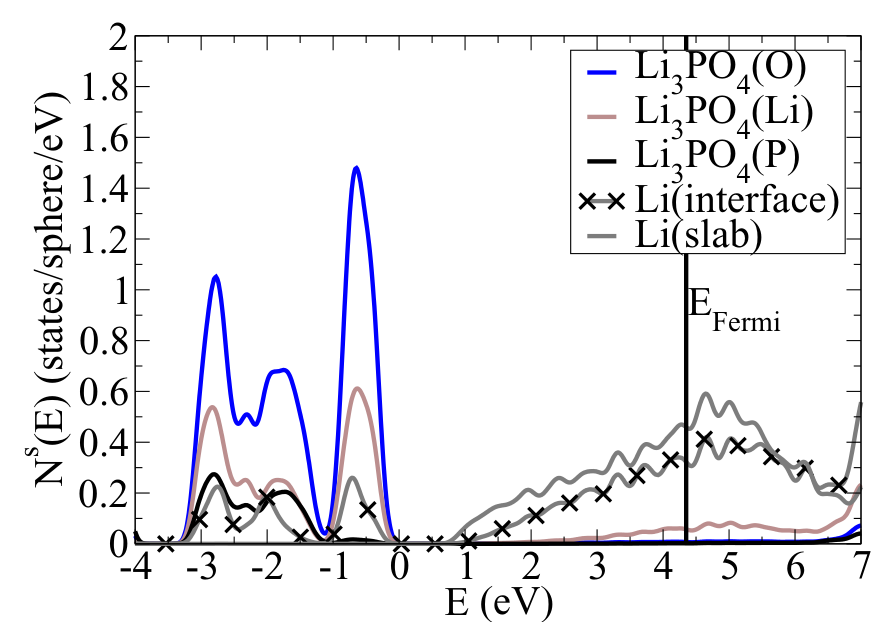 2
1.8
1.6
1.4
1.2
1
0.8
0.6
0.4
0.2
0
N^s(E) (states/sphere/eV)
Li₃PO₄(O)
Li₃PO₄(Li)
Li₃PO₄(P)
Li(interface)
Li(slab)
E_Fermi
-4 -3 -2 -1 0 1 2 3 4 5 6 7
E (eV)